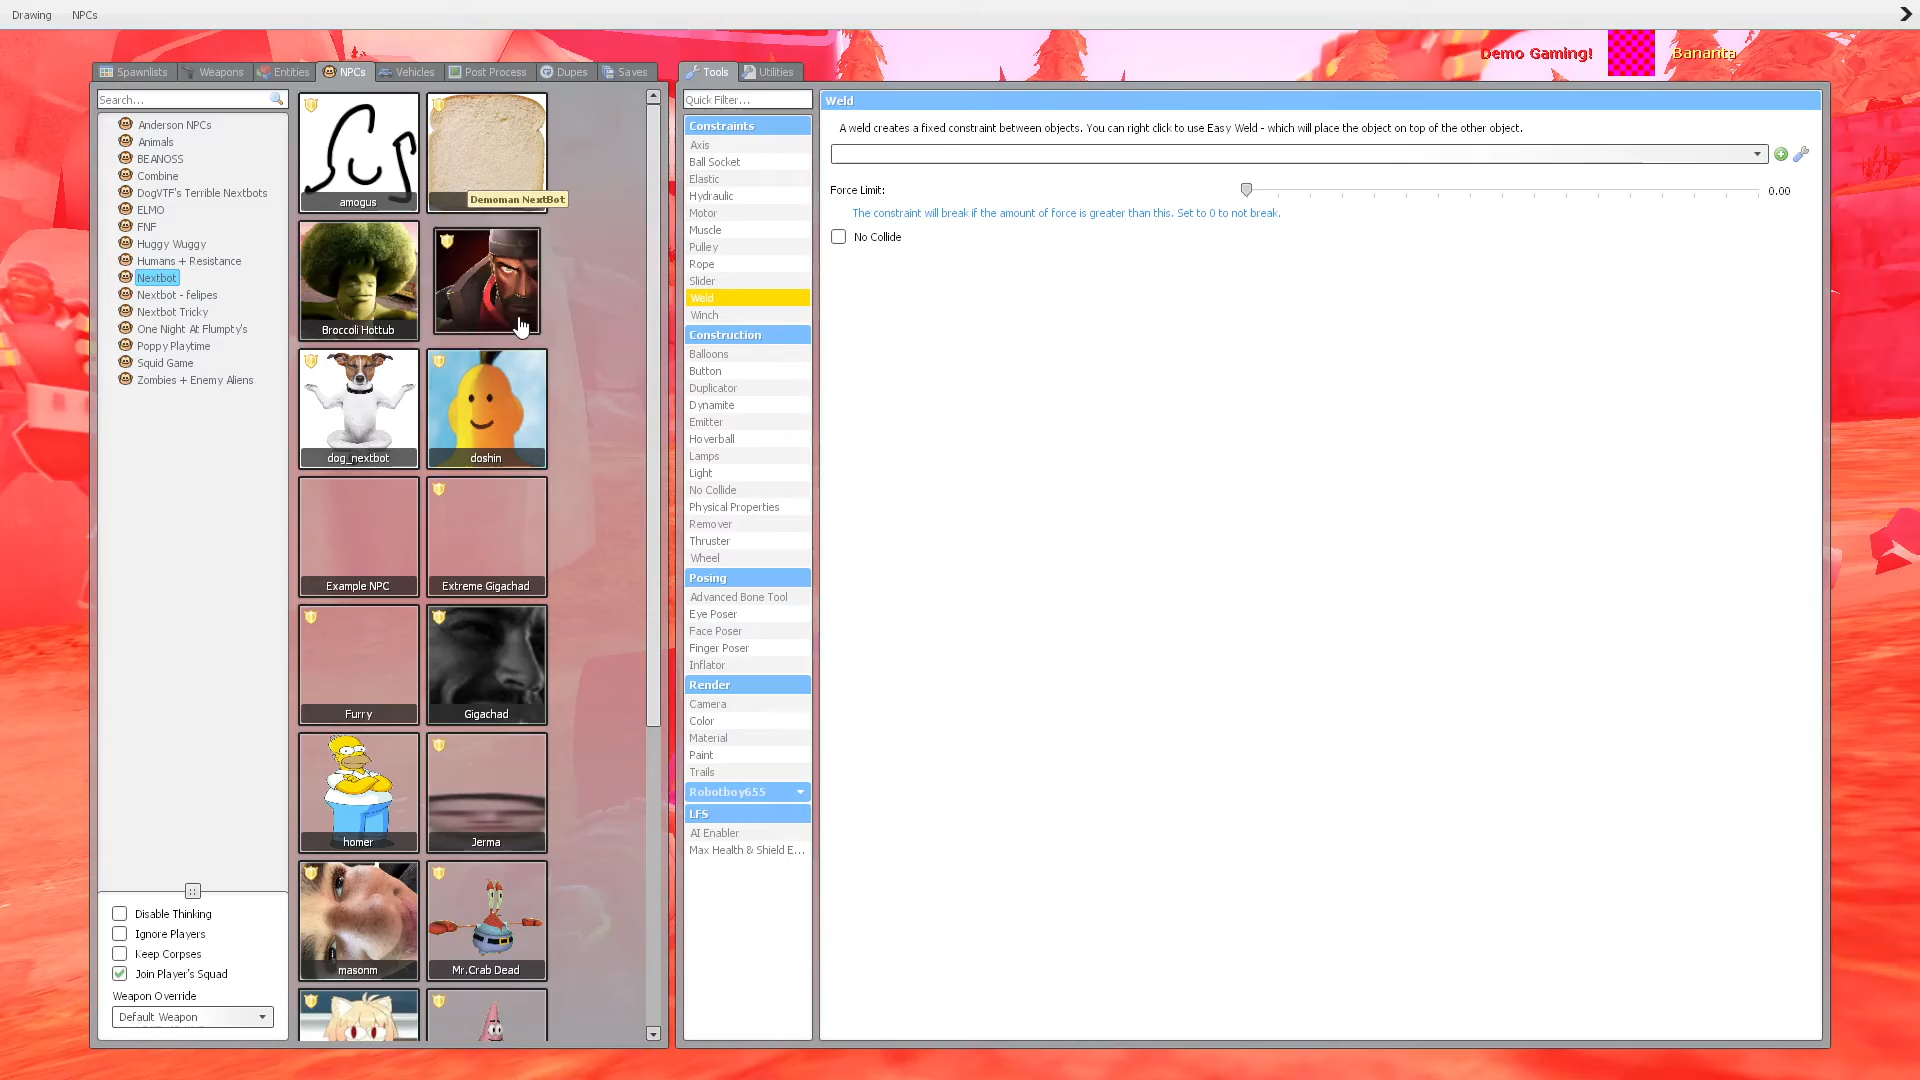 Drawing NPCs
Demo Gaming! Bananita
Spawnlists Weapons Entities NPCs Vehicles Post Process Dupes Saves
Tools Utilities
Search...
Anderson NPCs
Animals
BEANOSS
Combine
DogVTF's Terrible Nextbots
ELMO
FNF
Huggy Wuggy
Humans + Resistance
Nextbot
Nextbot - felipes
Nextbot Tricky
One Night At Flumpty's
Poppy Playtime
Squid Game
Zombies + Enemy Aliens
Disable Thinking
Ignore Players
Keep Corpses
Join Player's Squad
Weapon Override
Default Weapon
amogus
Demoman NextBot
Broccoli Hottub
dog_nextbot
doshin
Example NPC
Extreme Gigachad
Furry
Gigachad
homer
Jerma
masonm
Mr.Crab Dead
Quick Filter...
Constraints
Axis
Ball Socket
Elastic
Hydraulic
Motor
Muscle
Pulley
Rope
Slider
Weld
Winch
Construction
Balloons
Button
Duplicator
Dynamite
Emitter
Hoverball
Lamps
Light
No Collide
Physical Properties
Remover
Thruster
Wheel
Posing
Advanced Bone Tool
Eye Poser
Face Poser
Finger Poser
Inflator
Render
Camera
Color
Material
Paint
Trails
Robotboy655
LFS
AI Enabler
Max Health & Shield E...
Weld
A weld creates a fixed constraint between objects. You can right click to use Easy Weld - which will place the object on top of the other object.
Force Limit: 0.00
The constraint will break if the amount of force is greater than this. Set to 0 to not break.
No Collide